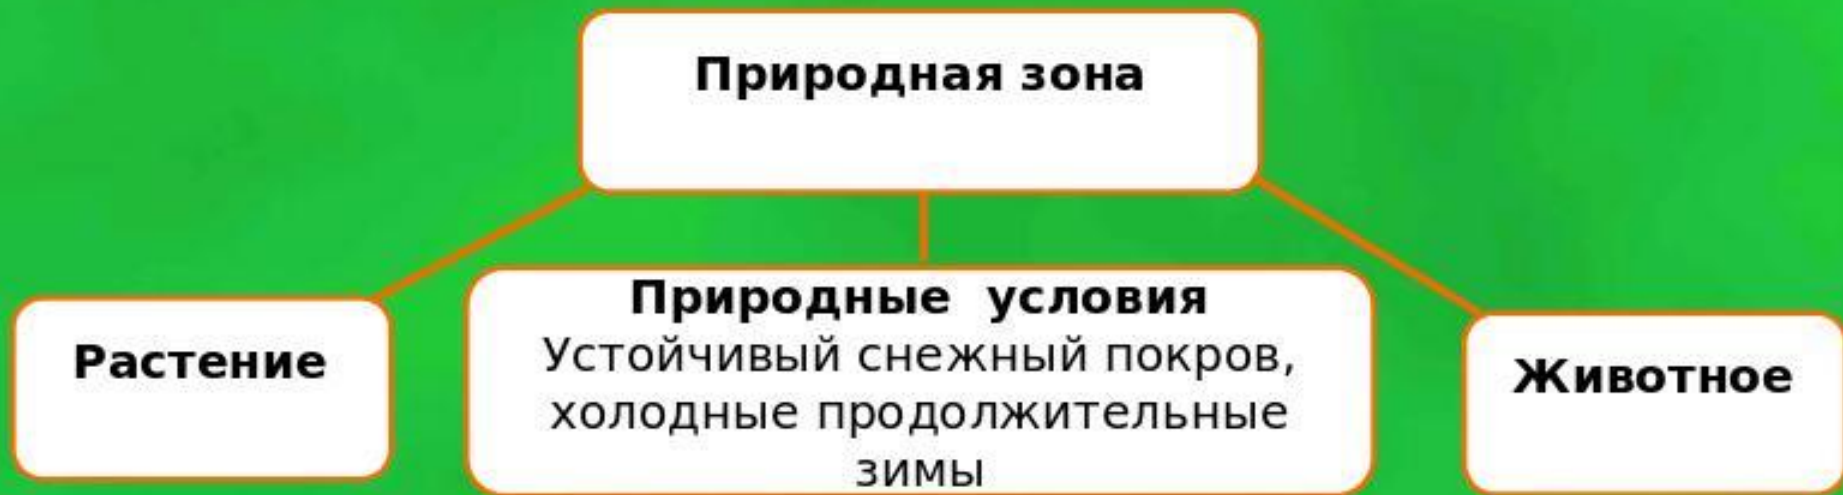 Природная зона
Растение
Природные условия
Устойчивый снежный покров,
холодные продолжительные
зимы
Животное